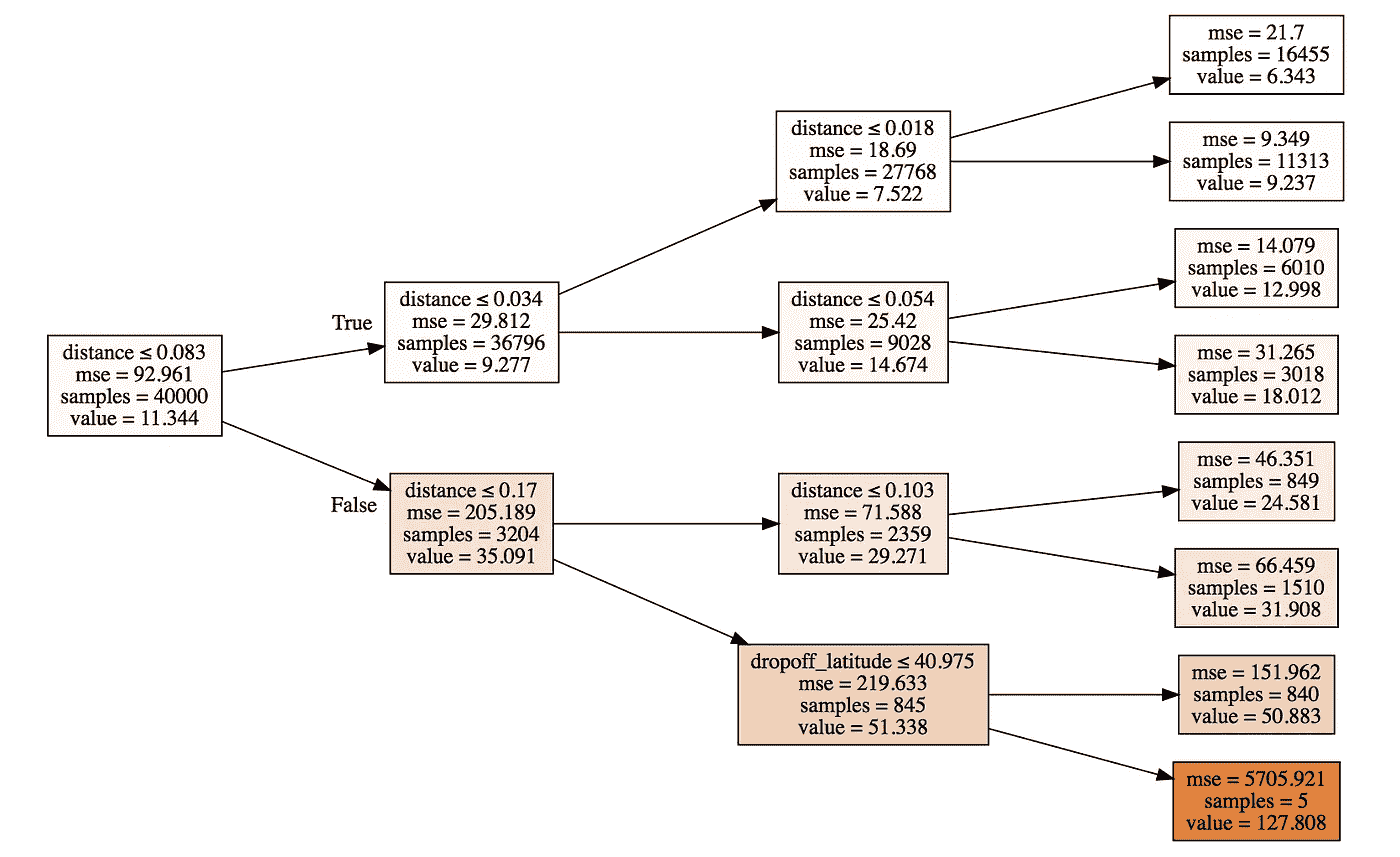 distance ≤ 0.083
mse = 92.961
samples = 40000
value = 11.344
True
False
distance ≤ 0.034
mse = 29.812
samples = 36796
value = 9.277
distance ≤ 0.17
mse = 205.189
samples = 3204
value = 35.091
distance ≤ 0.018
mse = 18.69
samples = 27768
value = 7.522
distance ≤ 0.054
mse = 25.42
samples = 9028
value = 14.674
distance ≤ 0.103
mse = 71.588
samples = 2359
value = 29.271
dropoff_latitude ≤ 40.975
mse = 219.633
samples = 845
value = 51.338
mse = 21.7
samples = 16455
value = 6.343
mse = 9.349
samples = 11313
value = 9.237
mse = 14.079
samples = 6010
value = 12.998
mse = 31.265
samples = 3018
value = 18.012
mse = 46.351
samples = 849
value = 24.581
mse = 66.459
samples = 1510
value = 31.908
mse = 151.962
samples = 840
value = 50.883
mse = 5705.921
samples = 5
value = 127.808